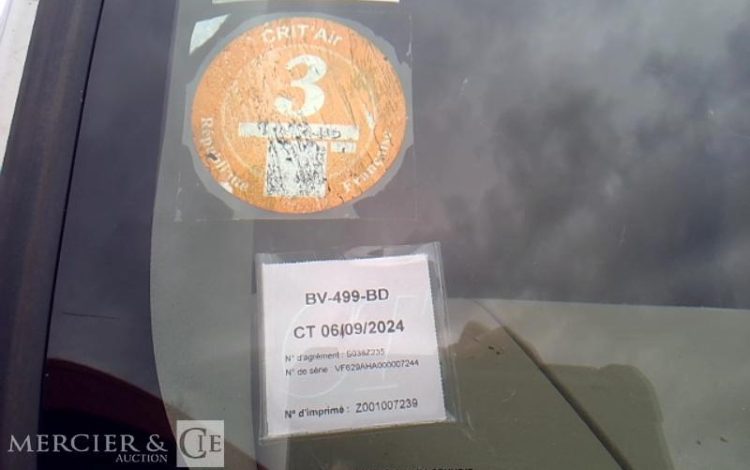 CRIT'Air
3
République Française
BV-499-BD
CT 06/09/2024
N° d'agrément : S038Z235
N° de série : VF629AHA000007244
N° d'imprimé : Z001007239
MERCIER & CIE
AUCTION